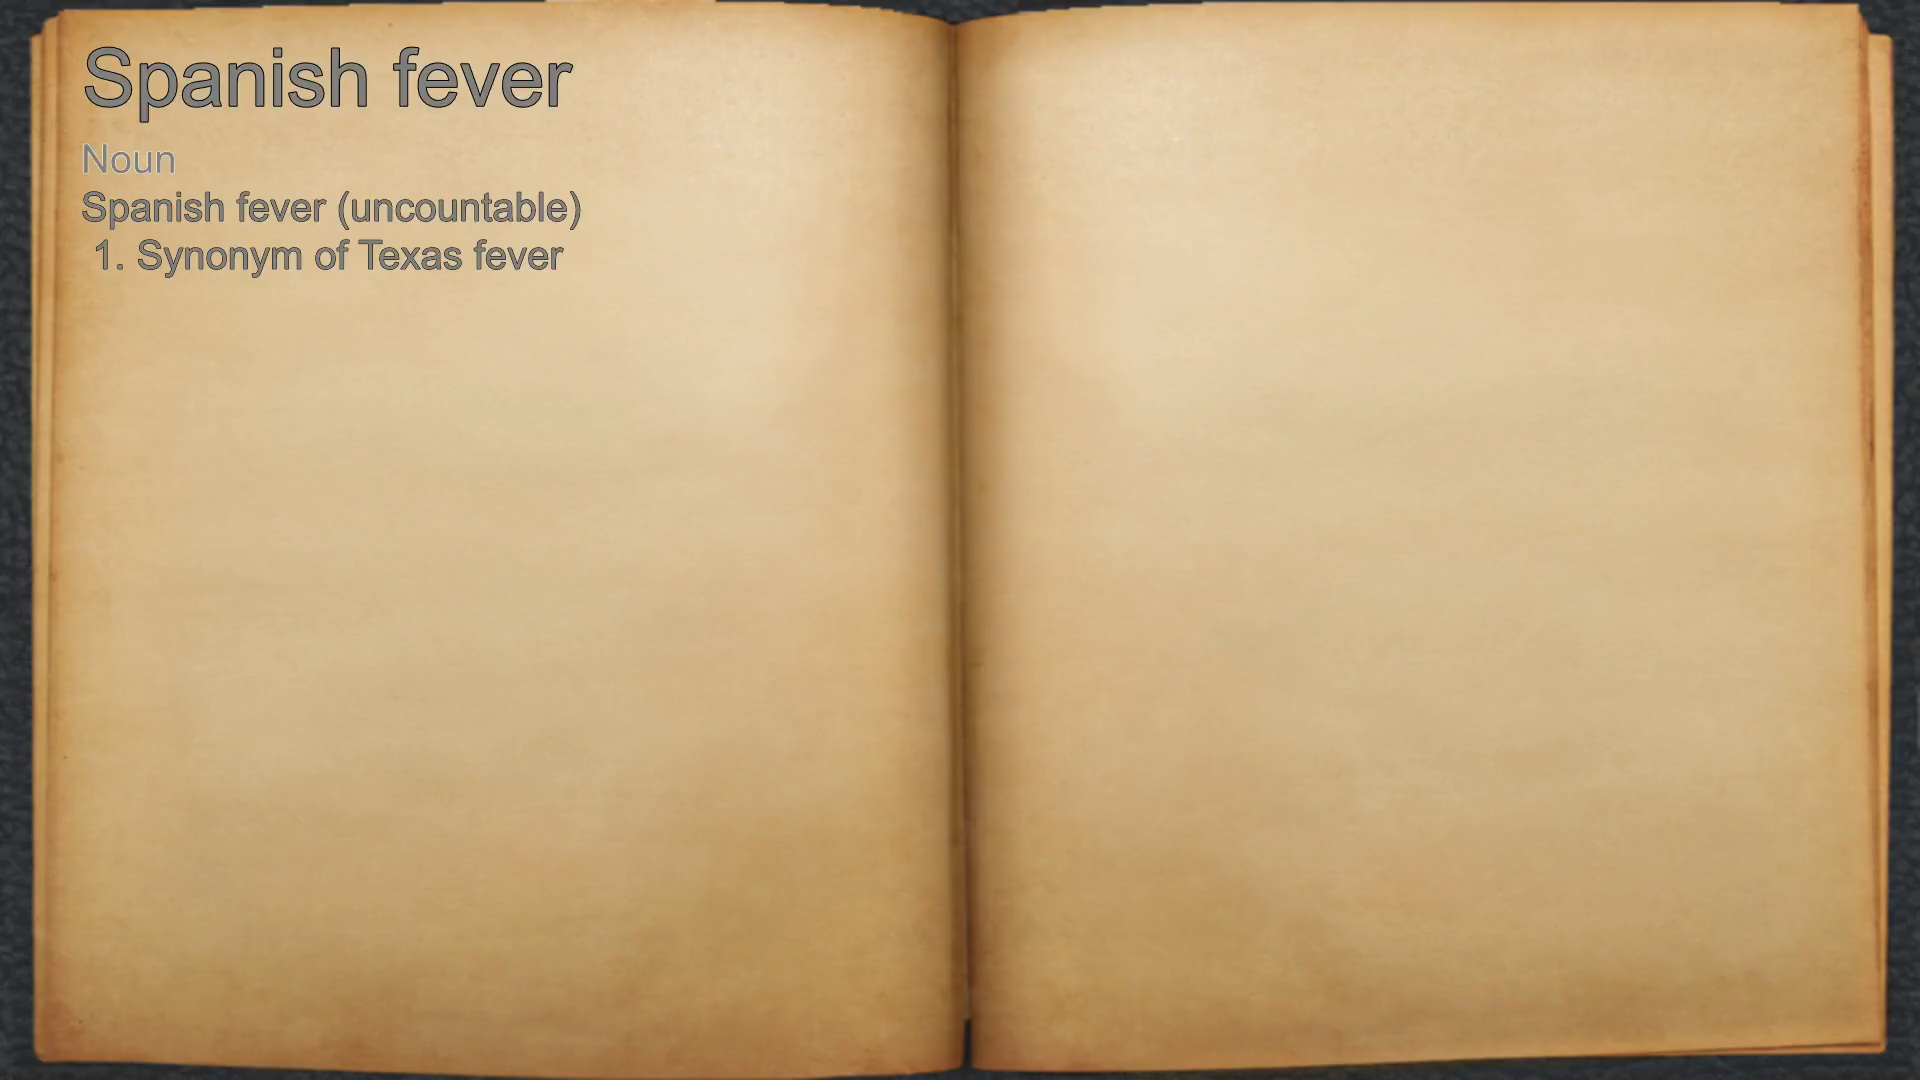 Spanish fever
Noun
Spanish fever (uncountable)
1. Synonym of Texas fever